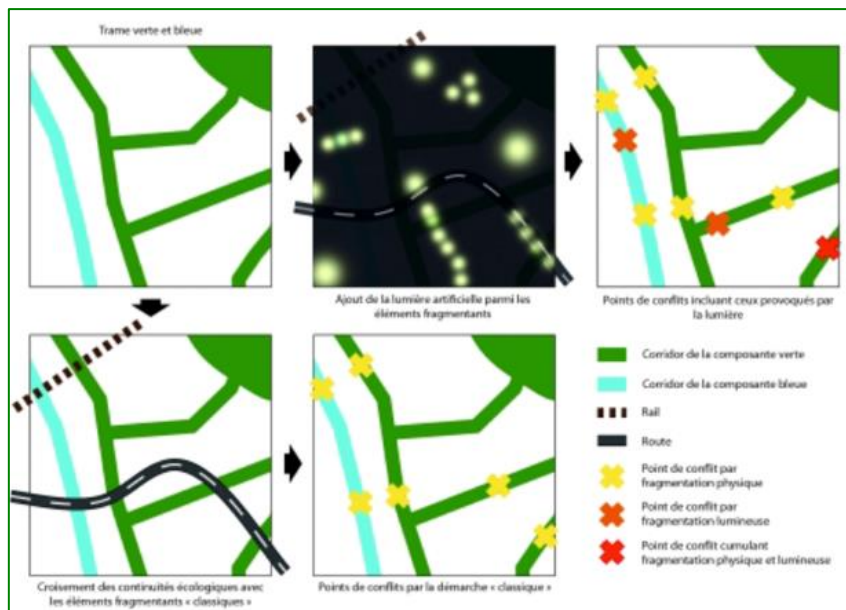 Trame verte et bleue
Ajout de la lumière artificielle parmi les
éléments fragmentants
Points de conflits incluant ceux provoqués par
la lumière
Corridor de la composante verte
Corridor de la composante bleue
Rail
Route
Point de conflit par
fragmentation physique
Point de conflit par
fragmentation lumineuse
Point de conflit cumulant
fragmentation physique et lumineuse
Croisement des continuités écologiques avec
les éléments fragmentants « classiques »
Points de conflits par la démarche « classique »